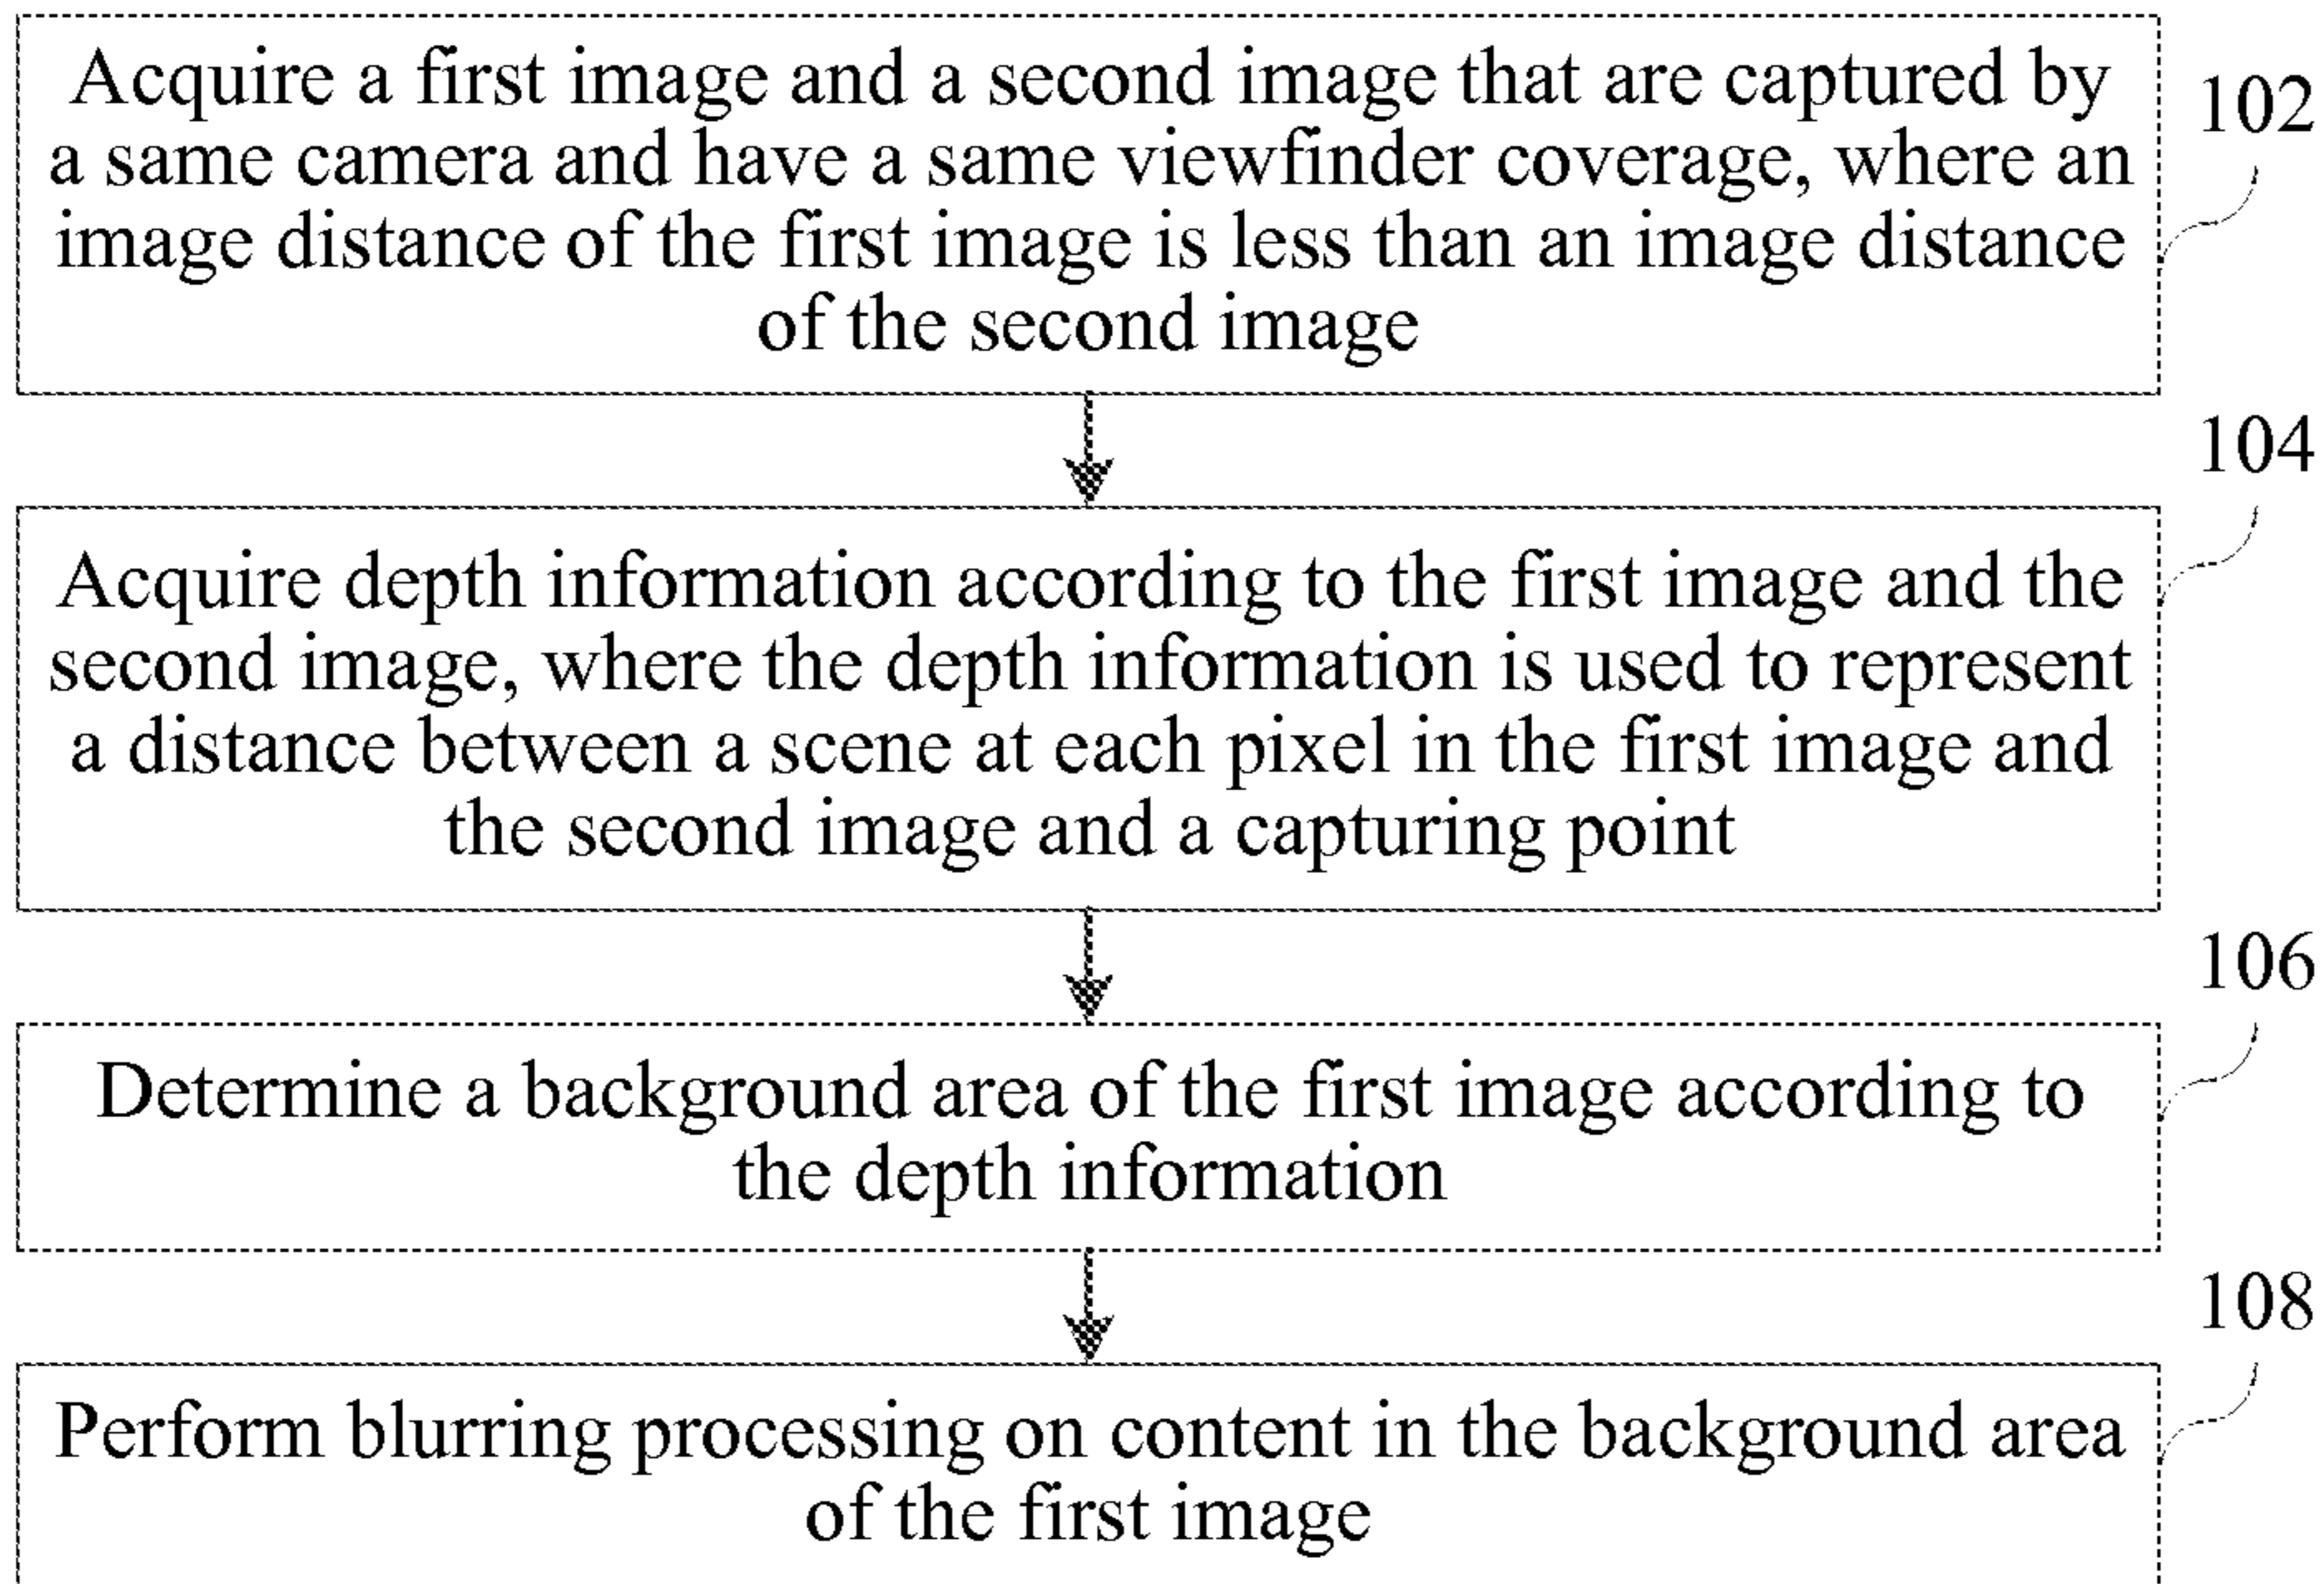 Acquire a first image and a second image that are captured by
a same camera and have a same viewfinder coverage, where an
image distance of the first image is less than an image distance
of the second image
102
104
Acquire depth information according to the first image and the
second image, where the depth information is used to represent
a distance between a scene at each pixel in the first image and
the second image and a capturing point
106
Determine a background area of the first image according to
the depth information
108
Perform blurring processing on content in the background area
of the first image